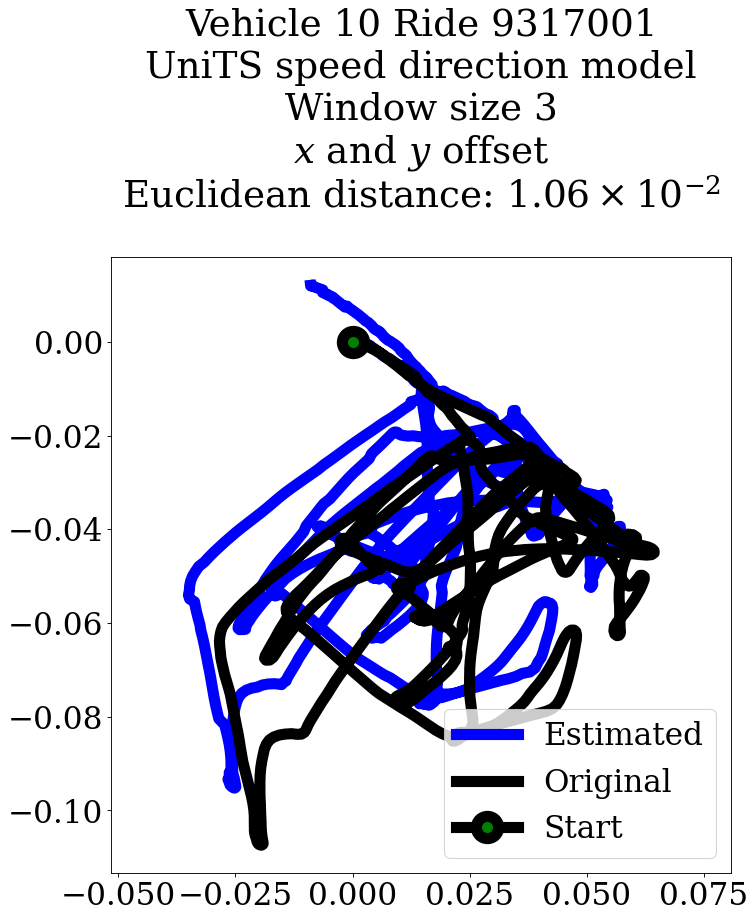 Vehicle 10 Ride 9317001
UniTS speed direction model
Window size 3
x and y offset
Euclidean distance: 1.06 × 10⁻²
0.00
−0.02
−0.04
−0.06
−0.08
−0.10
Estimated
Original
Start
−0.050 −0.025 0.000 0.025 0.050 0.075